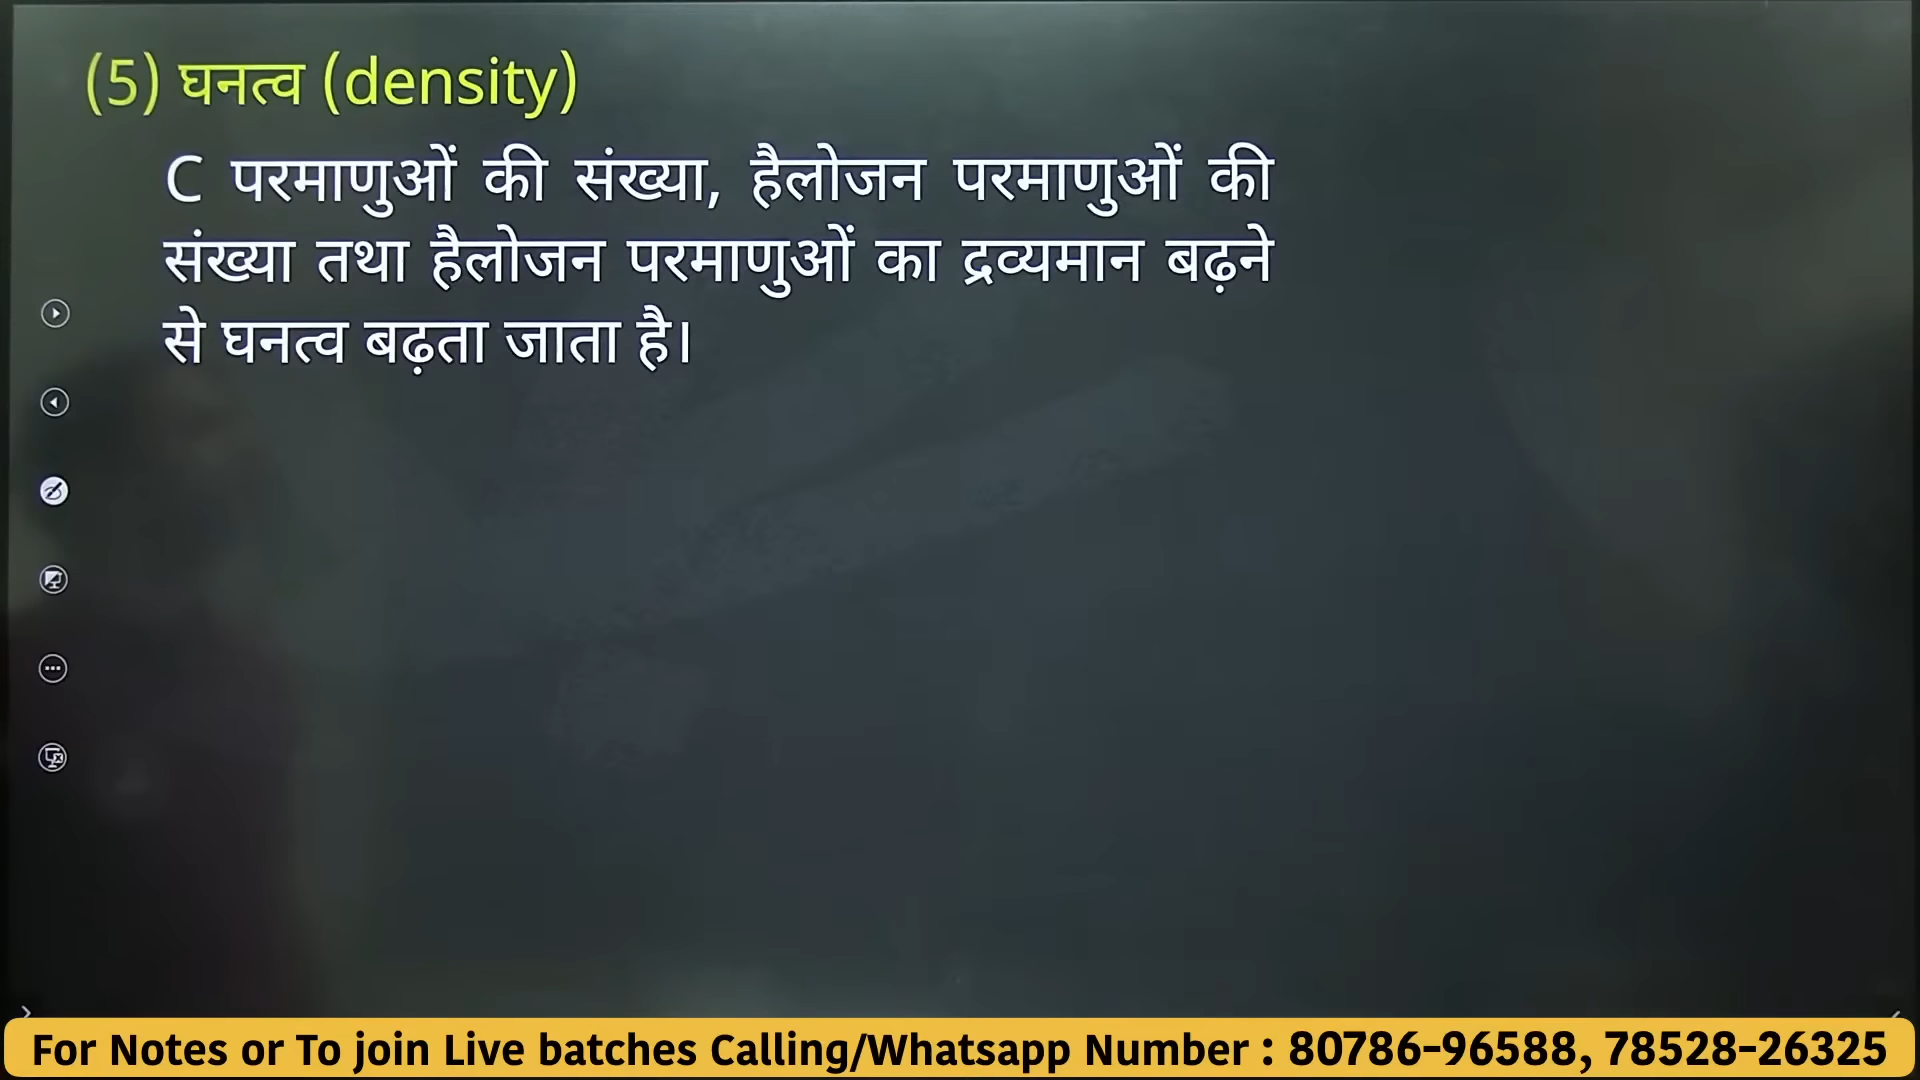 (5) घनत्व (density)
C परमाणुओं की संख्या, हैलोजन परमाणुओं की
संख्या तथा हैलोजन परमाणुओं का द्रव्यमान बढ़ने
से घनत्व बढ़ता जाता है।
For Notes or To join Live batches Calling/Whatsapp Number : 80786-96588, 78528-26325